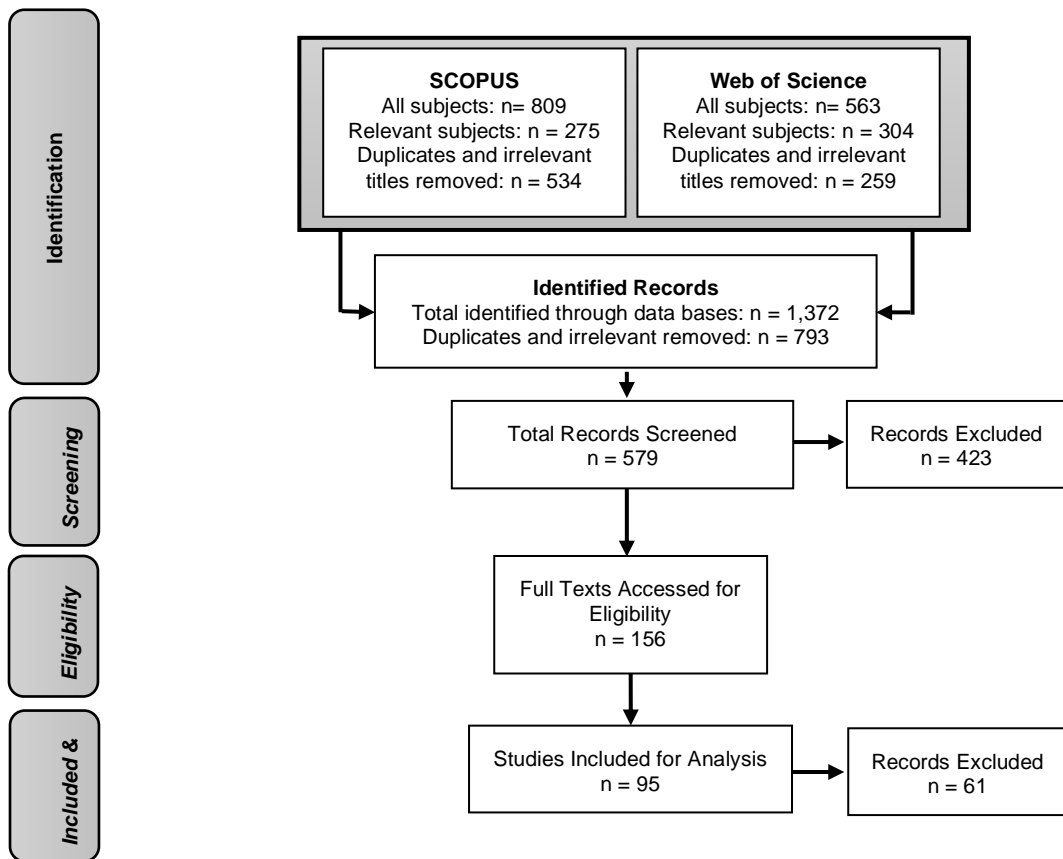 Identification
SCOPUS
All subjects: n= 809
Relevant subjects: n = 275
Duplicates and irrelevant
titles removed: n = 534
Web of Science
All subjects: n= 563
Relevant subjects: n = 304
Duplicates and irrelevant
titles removed: n = 259
Identified Records
Total identified through data bases: n = 1,372
Duplicates and irrelevant removed: n = 793
Screening
Total Records Screened
n = 579
Records Excluded
n = 423
Eligibility
Full Texts Accessed for
Eligibility
n = 156
Included &
Studies Included for Analysis
n = 95
Records Excluded
n = 61